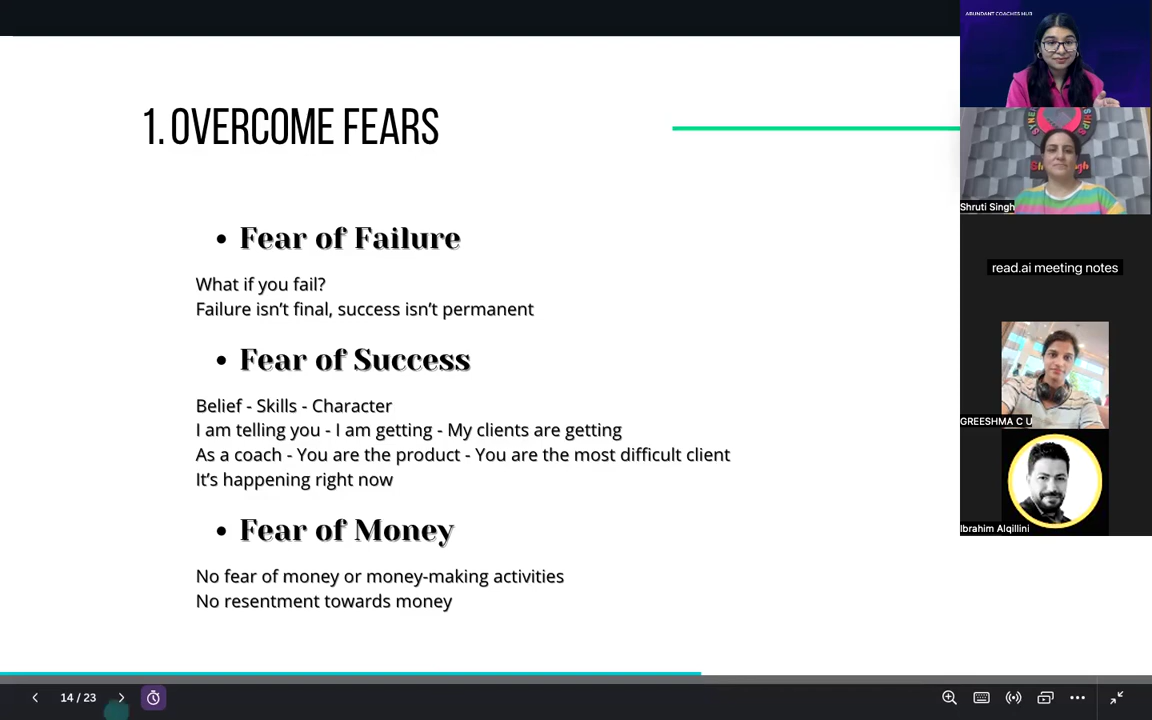 1. OVERCOME FEARS
• Fear of Failure
What if you fail?
Failure isn’t final, success isn’t permanent
• Fear of Success
Belief - Skills - Character
I am telling you - I am getting - My clients are getting
As a coach - You are the product - You are the most difficult client
It’s happening right now
• Fear of Money
No fear of money or money-making activities
No resentment towards money
14 / 23
ABUNDANT COACHES HUB
Shruti Singh
read.ai meeting notes
GREESHMA C U
Ibrahim Alqillini